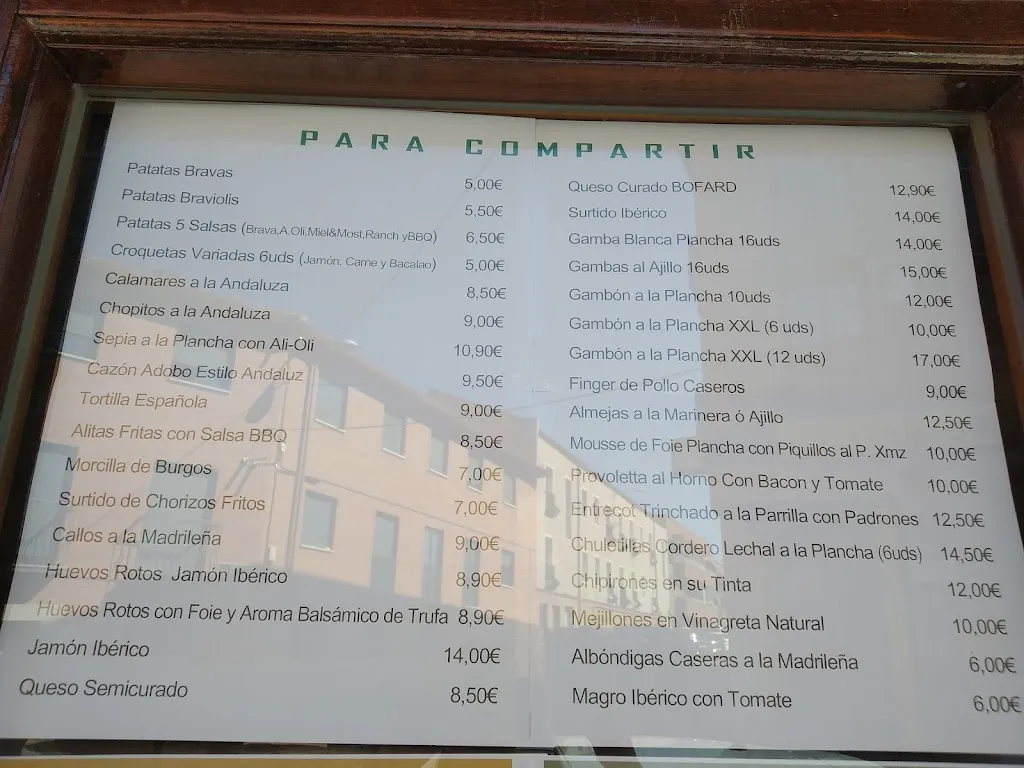 PARA COMPARTIR
Patatas Bravas 5,00€
Patatas Braviolis 5,50€
Patatas 5 Salsas (Brava,A.Oli,Miel&Most,Ranch yBBQ) 6,50€
Croquetas Variadas 6uds (Jamón, Carne y Bacalao) 5,00€
Calamares a la Andaluza 8,50€
Chopitos a la Andaluza 9,00€
Sepia a la Plancha con Ali-Oli 10,90€
Cazón Adobo Estilo Andaluz 9,50€
Tortilla Española 9,00€
Alitas Fritas con Salsa BBQ 8,50€
Morcilla de Burgos 7,00€
Surtido de Chorizos Fritos 7,00€
Callos a la Madrileña 9,00€
Huevos Rotos Jamón Ibérico 8,90€
Huevos Rotos con Foie y Aroma Balsámico de Trufa 8,90€
Jamón Ibérico 14,00€
Queso Semicurado 8,50€
Queso Curado BOFARD 12,90€
Surtido Ibérico 14,00€
Gamba Blanca Plancha 16uds 14,00€
Gambas al Ajillo 16uds 15,00€
Gambón a la Plancha 10uds 12,00€
Gambón a la Plancha XXL (6 uds) 10,00€
Gambón a la Plancha XXL (12 uds) 17,00€
Finger de Pollo Caseros 9,00€
Almejas a la Marinera ó Ajillo 12,50€
Mousse de Foie Plancha con Piquillos al P. Xmz 10,00€
Provoletta al Horno Con Bacon y Tomate 10,00€
Entrecot Trinchado a la Parrilla con Padrones 12,50€
Chuletillas Cordero Lechal a la Plancha (6uds) 14,50€
Chipirones en su Tinta 12,00€
Mejillones en Vinagreta Natural 10,00€
Albóndigas Caseras a la Madrileña 6,00€
Magro Ibérico con Tomate 6,00€